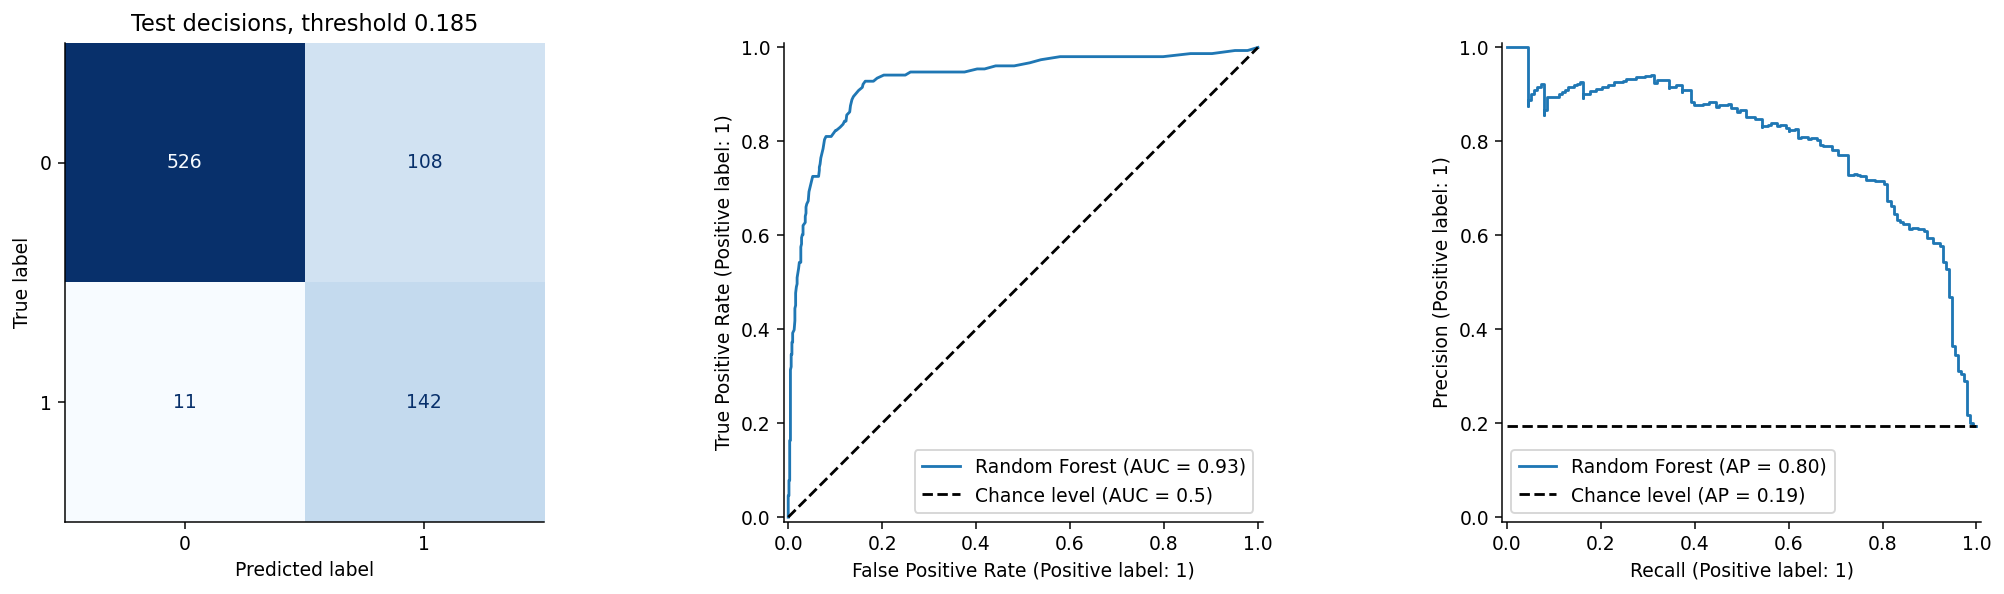 Test decisions, threshold 0.185
True label
0
1
526
108
11
142
0
1
Predicted label
True Positive Rate (Positive label: 1)
1.0
0.8
0.6
0.4
0.2
0.0
Random Forest (AUC = 0.93)
Chance level (AUC = 0.5)
0.0
0.2
0.4
0.6
0.8
1.0
False Positive Rate (Positive label: 1)
Precision (Positive label: 1)
1.0
0.8
0.6
0.4
0.2
0.0
Random Forest (AP = 0.80)
Chance level (AP = 0.19)
0.0
0.2
0.4
0.6
0.8
1.0
Recall (Positive label: 1)